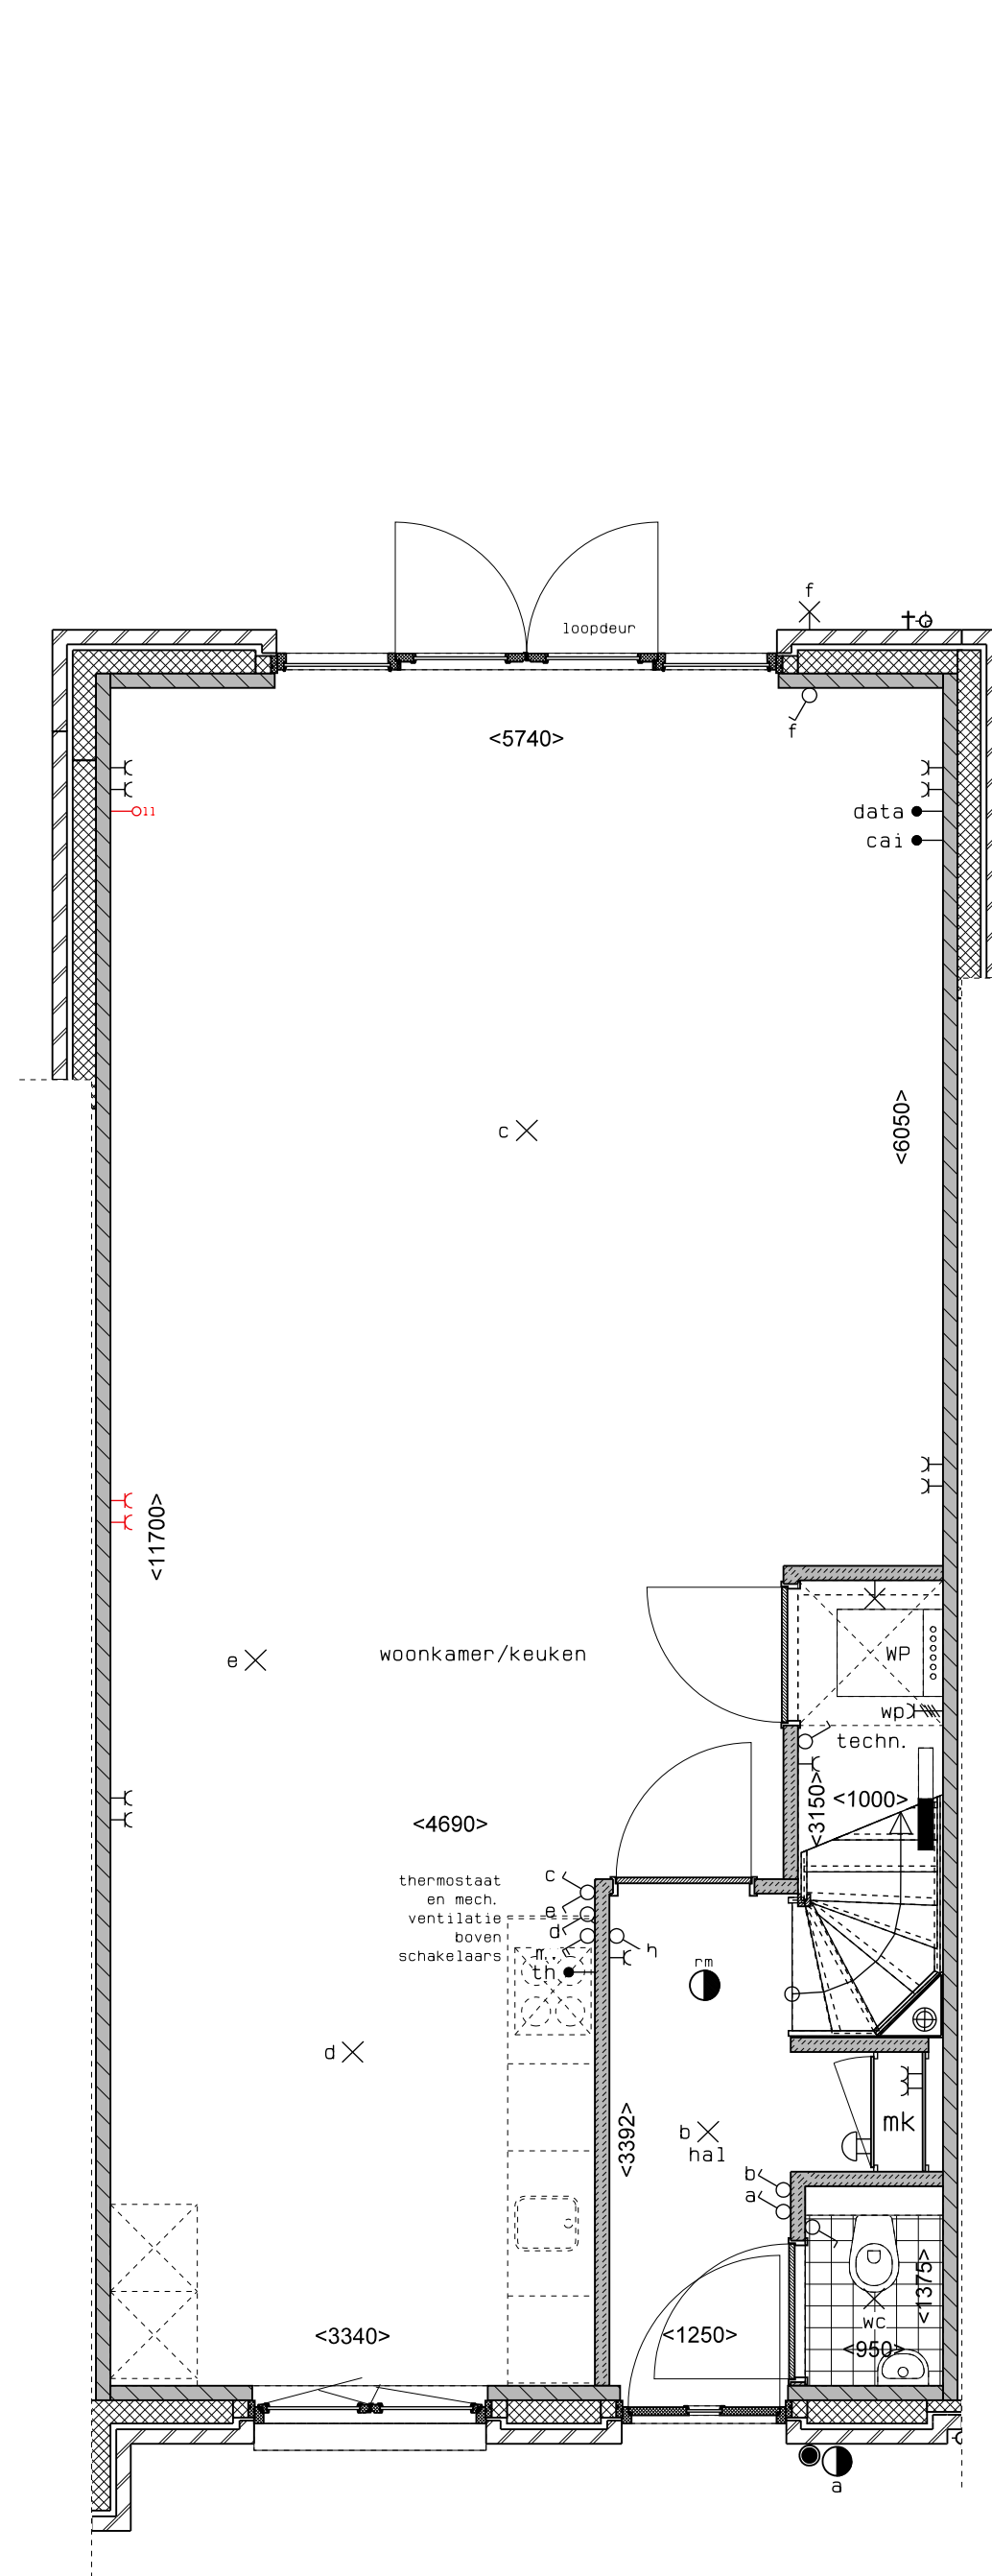 f
loopdeur
f
<5740>
11
data
cai
<6050>
c
<11700>
e
woonkamer/keuken
WP
wp
techn.
<3150>
<1000>
<4690>
thermostaat
en mech.
ventilatie
boven
schakelaars
c
e
d
m.v.
th
h
rm
d
<3392>
b
hal
mk
b
a
<1375>
wc
<950>
<3340>
<1250>
a